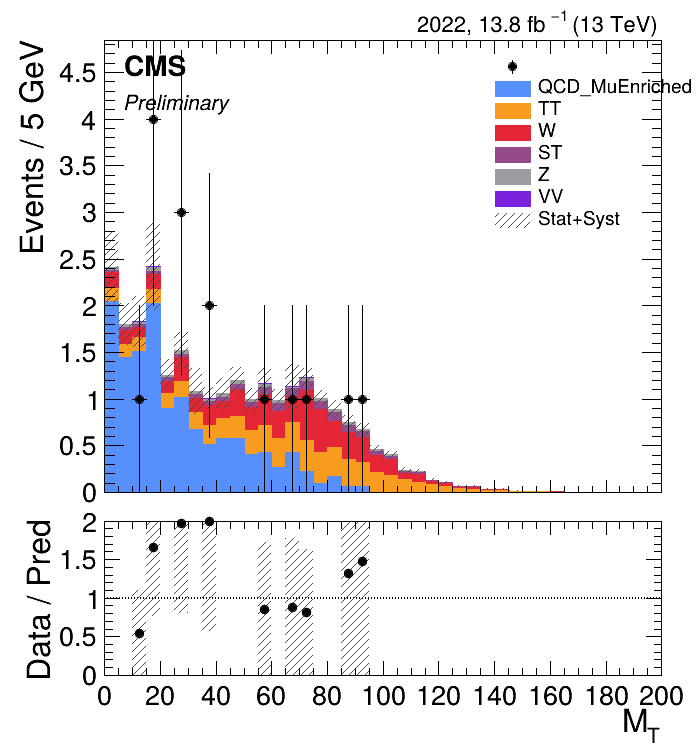 2022, 13.8 fb⁻¹ (13 TeV)
CMS
Preliminary
Events / 5 GeV
4.5
4
3.5
3
2.5
2
1.5
1
0.5
0
QCD_MuEnriched
TT
W
ST
Z
VV
Stat+Syst
Data / Pred
2
1.5
1
0.5
0
0 20 40 60 80 100 120 140 160 180 200
M_T